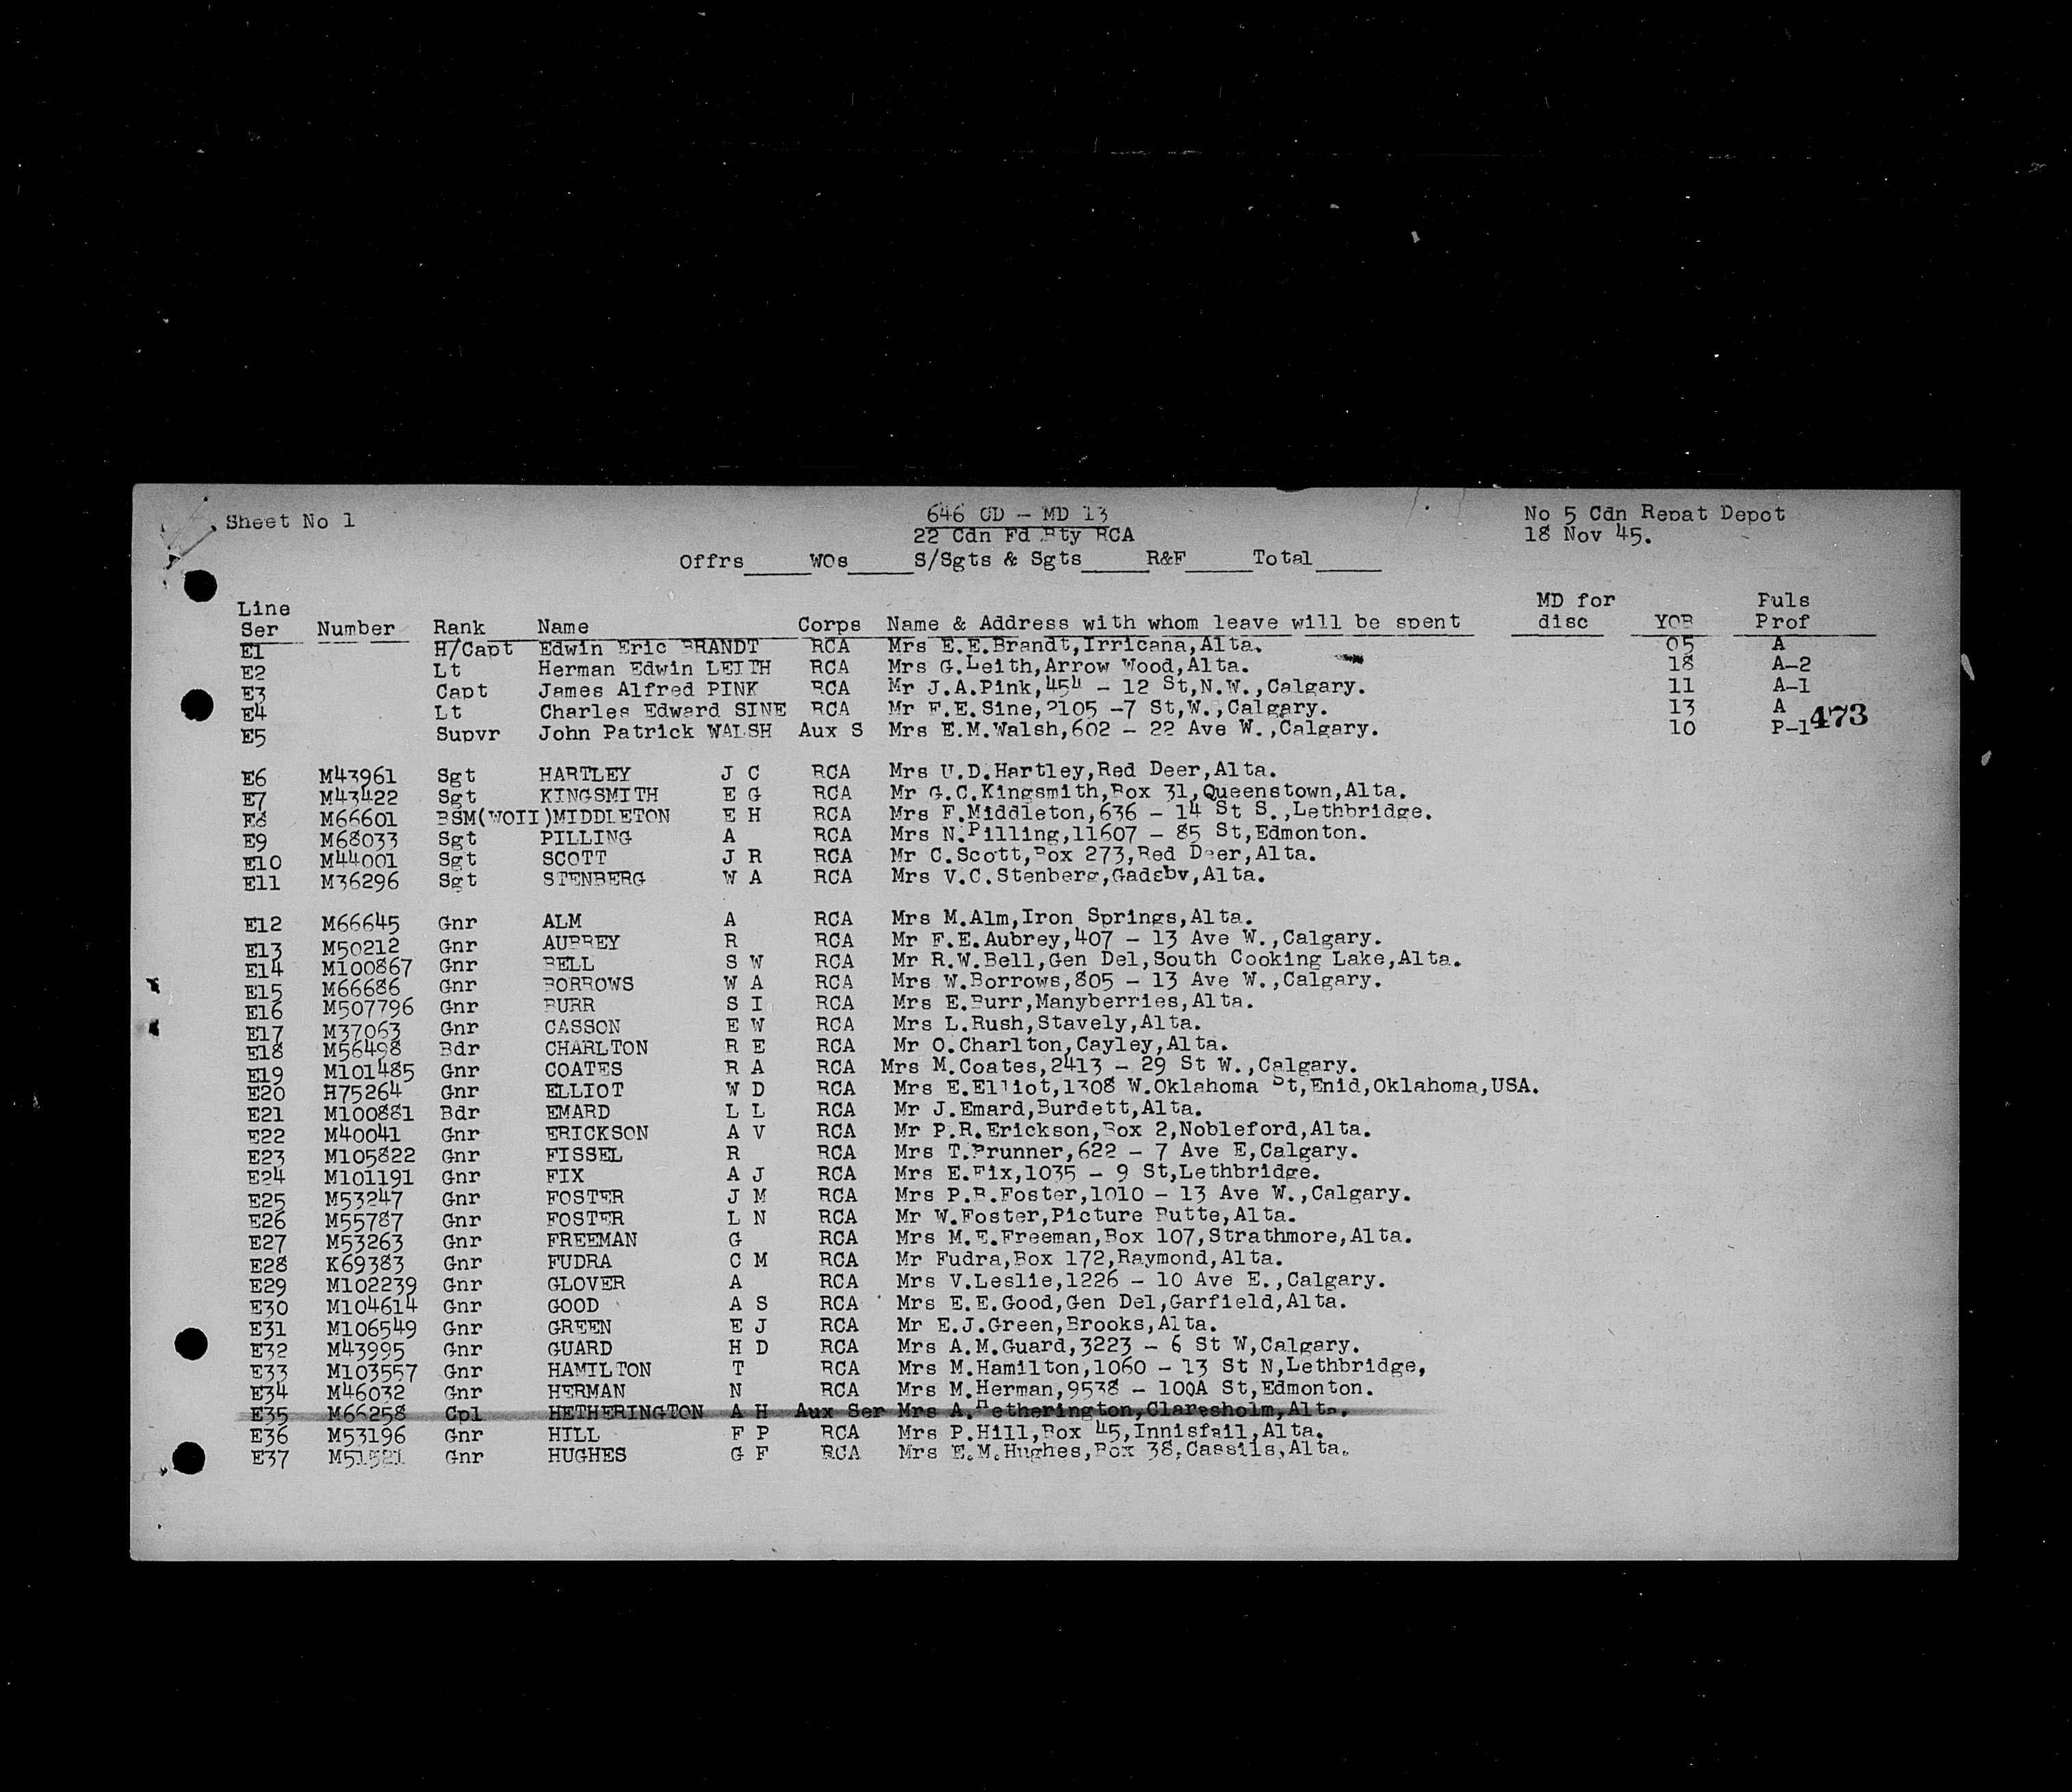 Sheet No 1 646 OD - MD 13 No 5 Cdn Repat Depot
22 Cdn Fd Bty RCA 18 Nov 45.
Offrs_____WOs_____S/Sgts & Sgts_____R&F_____Total_____
Line MD for Puls
Ser Number Rank Name Corps Name & Address with whom leave will be spent disc YOB Prof
E1 H/Capt Edwin Eric BRANDT RCA Mrs E.E.Brandt,Irricana,Alta. 05 A
E2 Lt Herman Edwin LEITH RCA Mrs G.Leith,Arrow Wood,Alta. 18 A-2
E3 Capt James Alfred PINK RCA Mr J.A.Pink,454 - 12 St,N.W.,Calgary. 11 A-1
E4 Lt Charles Edward SINE RCA Mr F.E.Sine,2105 -7 St,W.,Calgary. 13 A
E5 Supvr John Patrick WALSH Aux S Mrs E.M.Walsh,602 - 22 Ave W.,Calgary. 10 P-1
473
E6 M43961 Sgt HARTLEY J C RCA Mrs U.D.Hartley,Red Deer,Alta.
E7 M43422 Sgt KINGSMITH E G RCA Mr G.C.Kingsmith,Box 31,Queenstown,Alta.
E8 M66601 BSM(WOII)MIDDLETON E H RCA Mrs F.Middleton,636 - 14 St S.,Lethbridge.
E9 M68033 Sgt PILLING A RCA Mrs N.Pilling,11607 - 85 St,Edmonton.
E10 M44001 Sgt SCOTT J R RCA Mr C.Scott,Box 273,Red Deer,Alta.
E11 M36296 Sgt STENBERG W A RCA Mrs V.C.Stenberg,Gadsby,Alta.
E12 M66645 Gnr ALM A RCA Mrs M.Alm,Iron Springs,Alta.
E13 M50212 Gnr AUBREY R RCA Mr F.E.Aubrey,407 - 13 Ave W.,Calgary.
E14 M100867 Gnr BELL S W RCA Mr R.W.Bell,Gen Del,South Cooking Lake,Alta.
E15 M66686 Gnr BORROWS W A RCA Mrs W.Borrows,805 - 13 Ave W.,Calgary.
E16 M507796 Gnr BURR S I RCA Mrs E.Burr,Manyberries,Alta.
E17 M37063 Gnr CASSON E W RCA Mrs L.Rush,Stavely,Alta.
E18 M56498 Bdr CHARLTON R E RCA Mr O.Charlton,Cayley,Alta.
E19 M101485 Gnr COATES R A RCA Mrs M.Coates,2413 - 29 St W.,Calgary.
E20 H75264 Gnr ELLIOT W D RCA Mrs E.Elliot,1308 W.Oklahoma St,Enid,Oklahoma,USA.
E21 M100881 Bdr EMARD L L RCA Mr J.Emard,Burdett,Alta.
E22 M40041 Gnr ERICKSON A V RCA Mr P.R.Erickson,Box 2,Nobleford,Alta.
E23 M105822 Gnr FISSEL R RCA Mrs T.Brunner,622 - 7 Ave E,Calgary.
E24 M101191 Gnr FIX A J RCA Mrs E.Fix,1035 - 9 St,Lethbridge.
E25 M53247 Gnr FOSTER J M RCA Mrs P.B.Foster,1010 - 13 Ave W.,Calgary.
E26 M55787 Gnr FOSTER L N RCA Mr W.Foster,Picture Butte,Alta.
E27 M53263 Gnr FREEMAN G RCA Mrs M.E.Freeman,Box 107,Strathmore,Alta.
E28 K69383 Gnr FUDRA C M RCA Mr Fudra,Box 172,Raymond,Alta.
E29 M102239 Gnr GLOVER A RCA Mrs V.Leslie,1226 - 10 Ave E.,Calgary.
E30 M104614 Gnr GOOD A S RCA Mrs E.E.Good,Gen Del,Garfield,Alta.
E31 M106549 Gnr GREEN E J RCA Mr E.J.Green,Brooks,Alta.
E32 M43995 Gnr GUARD H D RCA Mrs A.M.Guard,3223 - 6 St W,Calgary.
E33 M103557 Gnr HAMILTON T RCA Mrs M.Hamilton,1060 - 13 St N,Lethbridge,
E34 M46032 Gnr HERMAN N RCA Mrs M.Herman,9538 - 100A St,Edmonton.
E35 M66258 Cpl HETHERINGTON A H Aux Ser Mrs A.Hetherington,Claresholm,Alta.
E36 M53196 Gnr HILL F P RCA Mrs P.Hill,Box 45,Innisfail,Alta.
E37 Gnr HUGHES G F RCA Mrs E.M.Hughes,Box 38,Cassils,Alta.